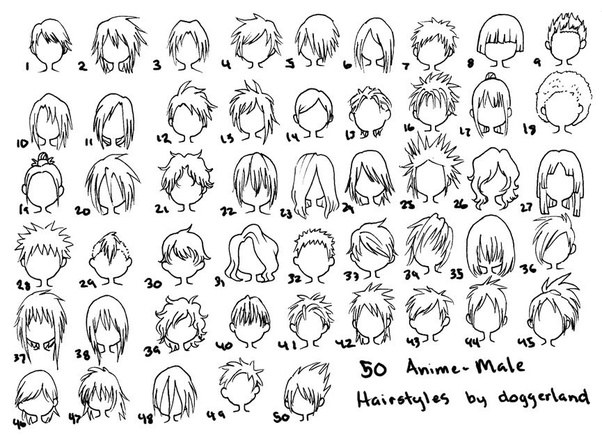 1 2 3 4 5 6 7 8 9
10 11 12 13 14 15 16 17 18
19 20 21 22 23 24 25 26 27
28 29 30 31 32 33 34 35 36
37 38 39 40 41 42 43 44 45
50 Anime-Male
Hairstyles by doggerland
46 47 48 49 50